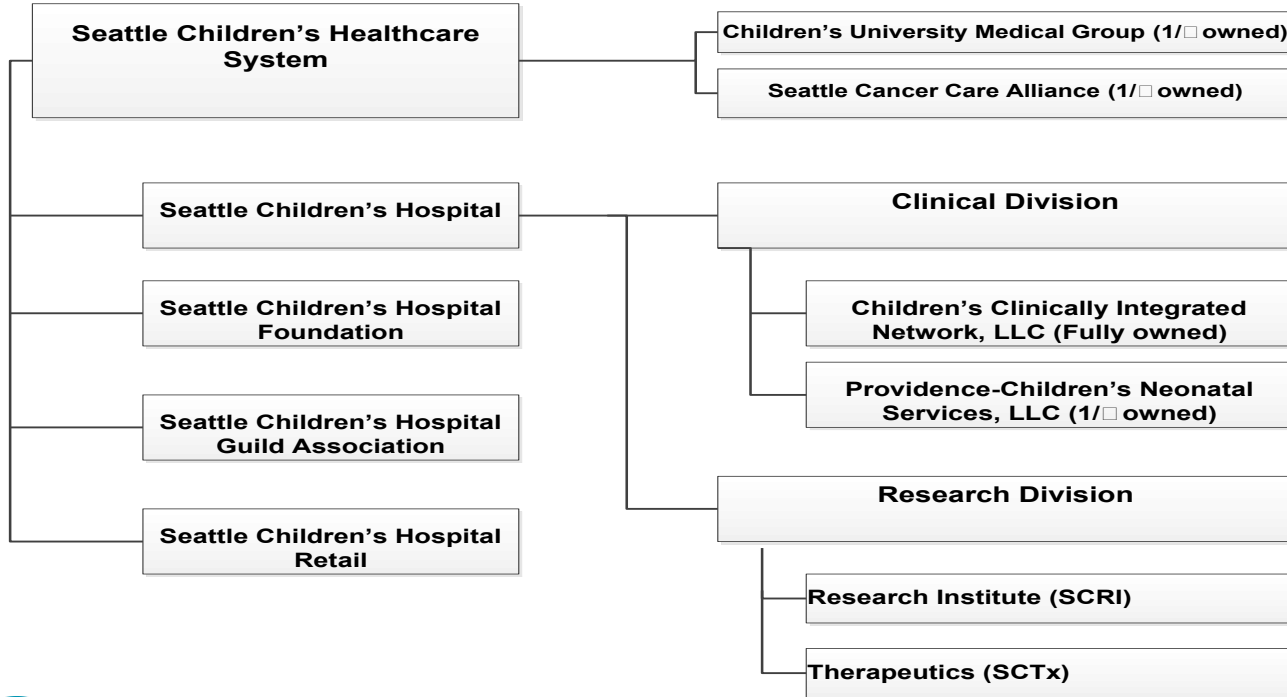 Seattle Children’s Healthcare
System
Children’s University Medical Group (1/□ owned)
Seattle Cancer Care Alliance (1/□ owned)
Seattle Children’s Hospital
Seattle Children’s Hospital
Foundation
Seattle Children’s Hospital
Guild Association
Seattle Children’s Hospital
Retail
Clinical Division
Children’s Clinically Integrated
Network, LLC (Fully owned)
Providence-Children’s Neonatal
Services, LLC (1/□ owned)
Research Division
Research Institute (SCRI)
Therapeutics (SCTx)